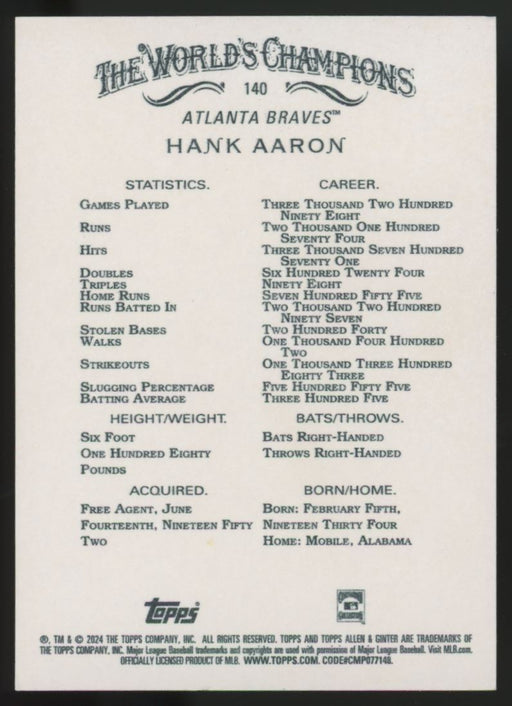 THE WORLD'S CHAMPIONS
140
ATLANTA BRAVES™
HANK AARON
STATISTICS. CAREER.
GAMES PLAYED THREE THOUSAND TWO HUNDRED
NINETY EIGHT
RUNS TWO THOUSAND ONE HUNDRED
SEVENTY FOUR
HITS THREE THOUSAND SEVEN HUNDRED
SEVENTY ONE
DOUBLES SIX HUNDRED TWENTY FOUR
TRIPLES NINETY EIGHT
HOME RUNS SEVEN HUNDRED FIFTY FIVE
RUNS BATTED IN TWO THOUSAND TWO HUNDRED
NINETY SEVEN
STOLEN BASES TWO HUNDRED FORTY
WALKS ONE THOUSAND FOUR HUNDRED
TWO
STRIKEOUTS ONE THOUSAND THREE HUNDRED
EIGHTY THREE
SLUGGING PERCENTAGE FIVE HUNDRED FIFTY FIVE
BATTING AVERAGE THREE HUNDRED FIVE
HEIGHT/WEIGHT. BATS/THROWS.
SIX FOOT BATS RIGHT-HANDED
ONE HUNDRED EIGHTY THROWS RIGHT-HANDED
POUNDS
ACQUIRED. BORN/HOME.
FREE AGENT, JUNE BORN: FEBRUARY FIFTH,
FOURTEENTH, NINETEEN FIFTY NINETEEN THIRTY FOUR
TWO HOME: MOBILE, ALABAMA
Topps
®, TM & © 2024 THE TOPPS COMPANY, INC. ALL RIGHTS RESERVED. TOPPS AND TOPPS ALLEN & GINTER ARE TRADEMARKS OF
THE TOPPS COMPANY, INC. Major League Baseball trademarks and copyrights are used with permission of Major League Baseball. Visit MLB.com.
OFFICIALLY LICENSED PRODUCT OF MLB. WWW.TOPPS.COM. CODE#CMP077148.